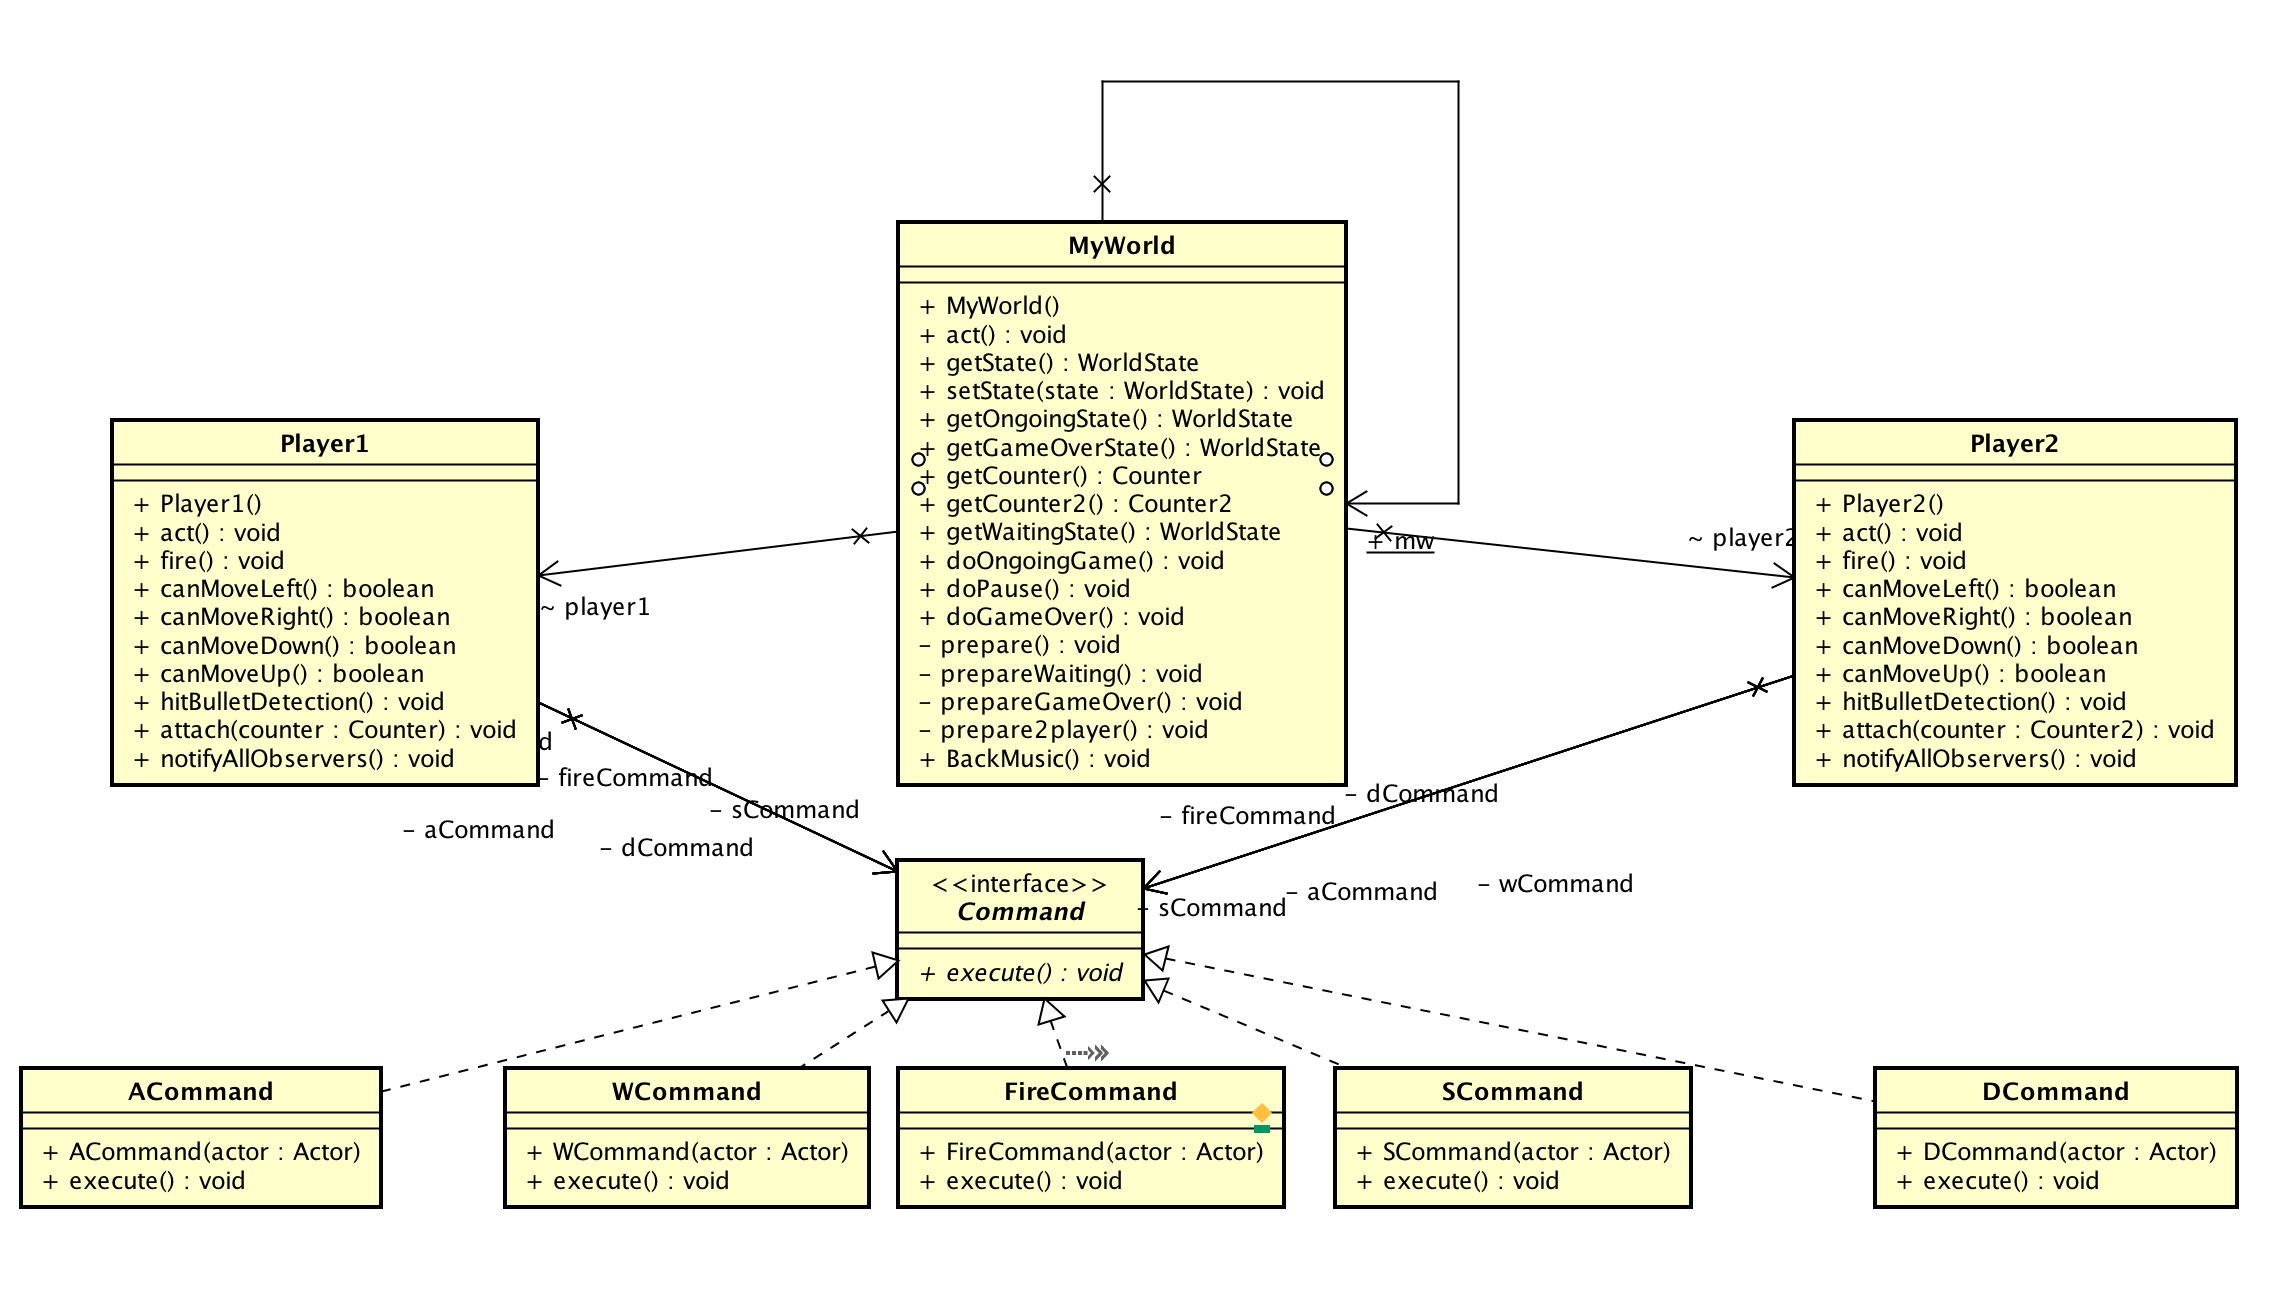 MyWorld
+ MyWorld()
+ act() : void
+ getState() : WorldState
+ setState(state : WorldState) : void
+ getOngoingState() : WorldState
+ getGameOverState() : WorldState
+ getCounter() : Counter
+ getCounter2() : Counter2
+ getWaitingState() : WorldState
+ doOngoingGame() : void
+ doPause() : void
+ doGameOver() : void
– prepare() : void
– prepareWaiting() : void
– prepareGameOver() : void
– prepare2player() : void
+ BackMusic() : void
Player1
+ Player1()
+ act() : void
+ fire() : void
+ canMoveLeft() : boolean
+ canMoveRight() : boolean
+ canMoveDown() : boolean
+ canMoveUp() : boolean
+ hitBulletDetection() : void
+ attach(counter : Counter) : void
+ notifyAllObservers() : void
Player2
+ Player2()
+ act() : void
+ fire() : void
+ canMoveLeft() : boolean
+ canMoveRight() : boolean
+ canMoveDown() : boolean
+ canMoveUp() : boolean
+ hitBulletDetection() : void
+ attach(counter : Counter2) : void
+ notifyAllObservers() : void
~ player1
+ mw
~ player2
d
– fireCommand
– sCommand
– aCommand
– dCommand
– dCommand
– fireCommand
– wCommand
– aCommand
– sCommand
<<interface>>
Command
+ execute() : void
ACommand
+ ACommand(actor : Actor)
+ execute() : void
WCommand
+ WCommand(actor : Actor)
+ execute() : void
FireCommand
+ FireCommand(actor : Actor)
+ execute() : void
SCommand
+ SCommand(actor : Actor)
+ execute() : void
DCommand
+ DCommand(actor : Actor)
+ execute() : void